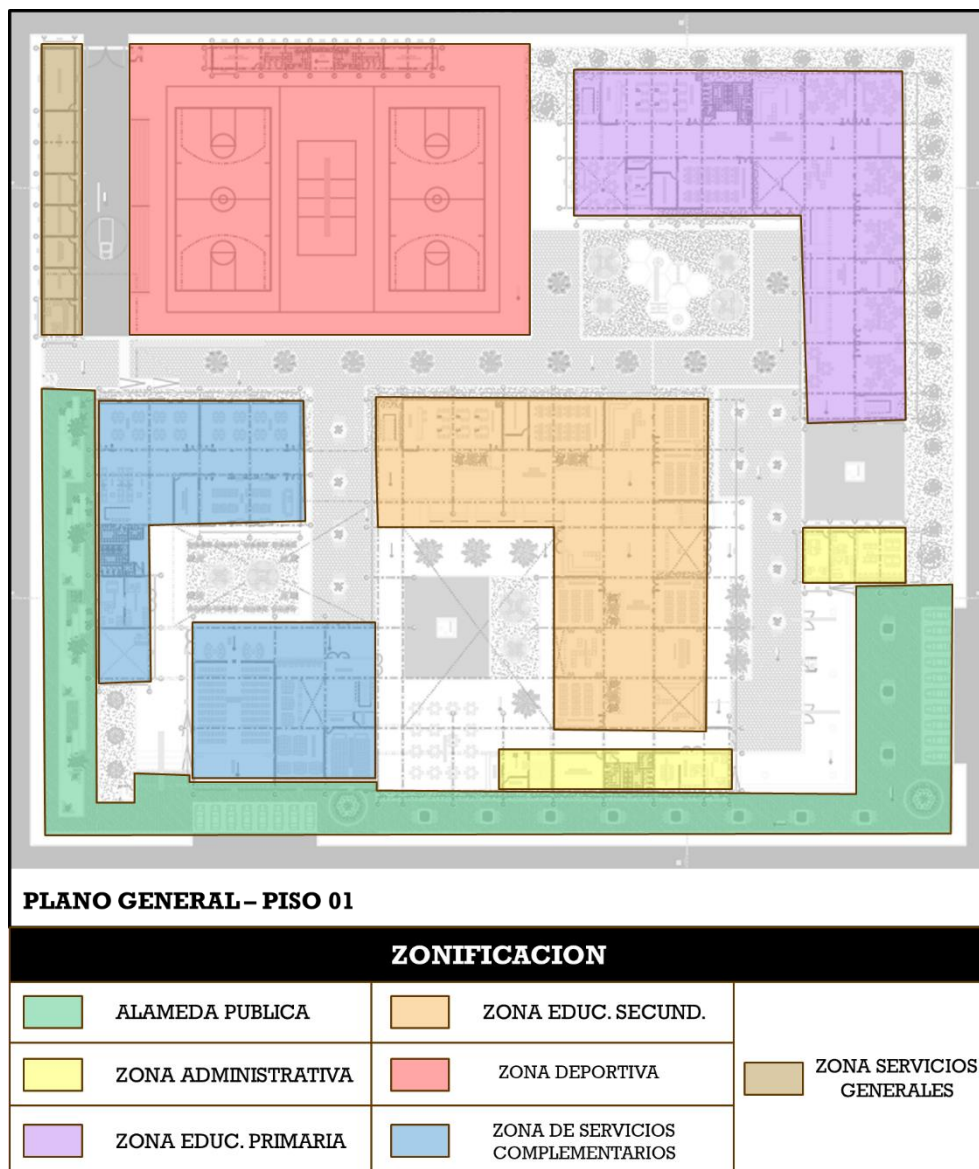 PLANO GENERAL – PISO 01
ZONIFICACION
ALAMEDA PUBLICA
ZONA EDUC. SECUND.
ZONA SERVICIOS
GENERALES
ZONA ADMINISTRATIVA
ZONA DEPORTIVA
ZONA EDUC. PRIMARIA
ZONA DE SERVICIOS
COMPLEMENTARIOS